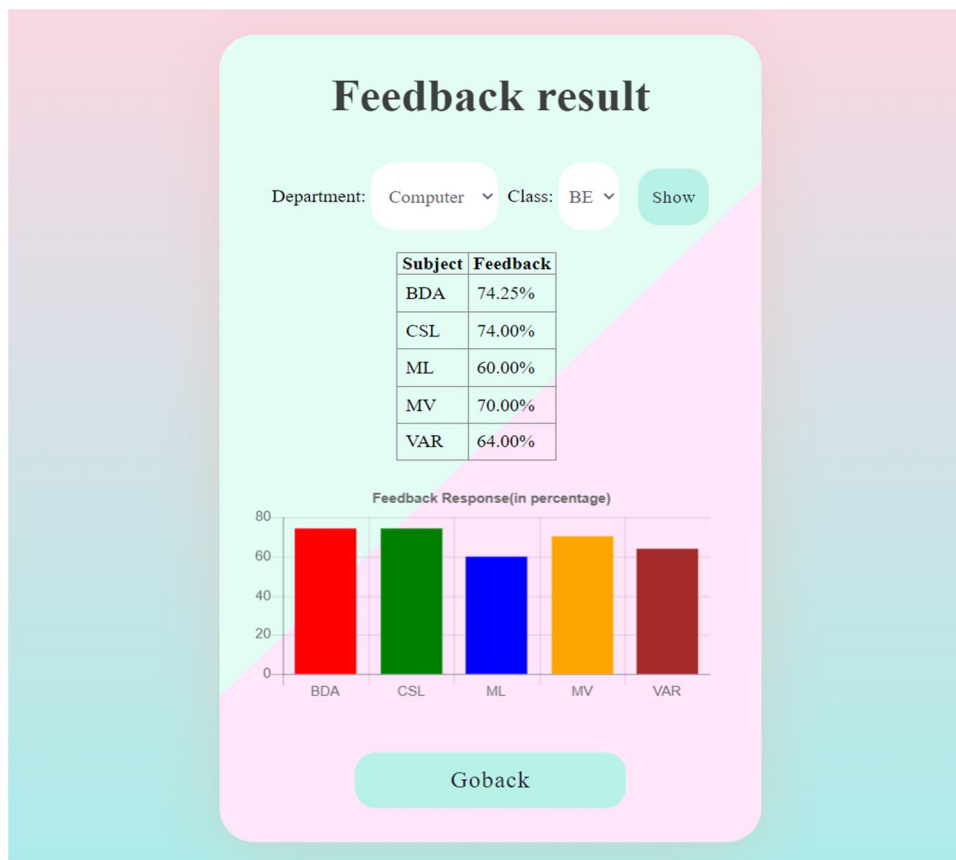 Feedback result
Department: Computer Class: BE Show
Subject Feedback
BDA 74.25%
CSL 74.00%
ML 60.00%
MV 70.00%
VAR 64.00%
Feedback Response(in percentage)
80
60
40
20
0
BDA CSL ML MV VAR
Goback